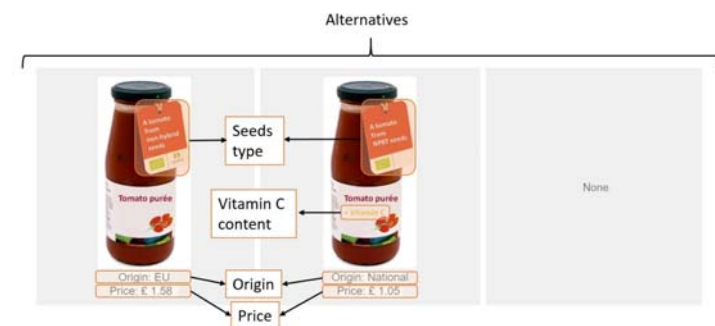 Alternatives
A tomato
from
non-hybrid
seeds
Tomato purée
Origin: EU
Price: £ 1.58
Seeds
type
Vitamin C
content
Origin
Price
A tomato
from
NPBT seeds
Tomato purée
+ Vitamin C
Origin: National
Price: £ 1.05
None